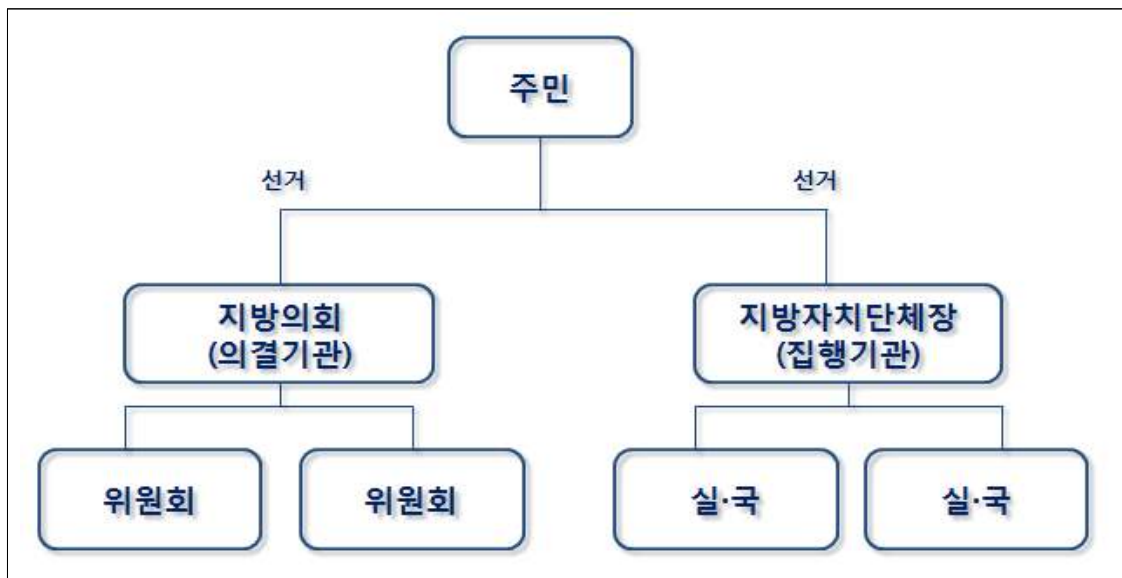 주민
선거
선거
지방의회
(의결기관)
지방자치단체장
(집행기관)
위원회
위원회
실·국
실·국